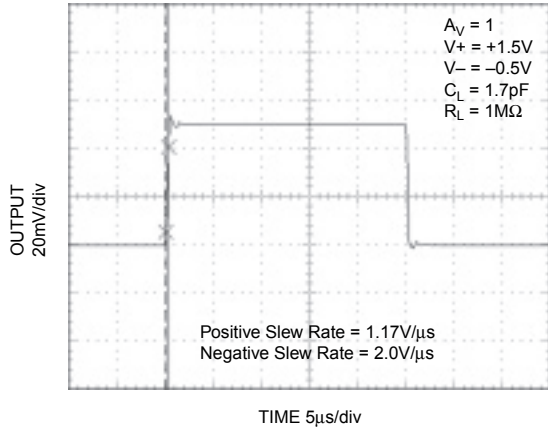 A_V = 1
V+ = +1.5V
V– = –0.5V
C_L = 1.7pF
R_L = 1MΩ
OUTPUT
20mV/div
Positive Slew Rate = 1.17V/µs
Negative Slew Rate = 2.0V/µs
TIME 5µs/div